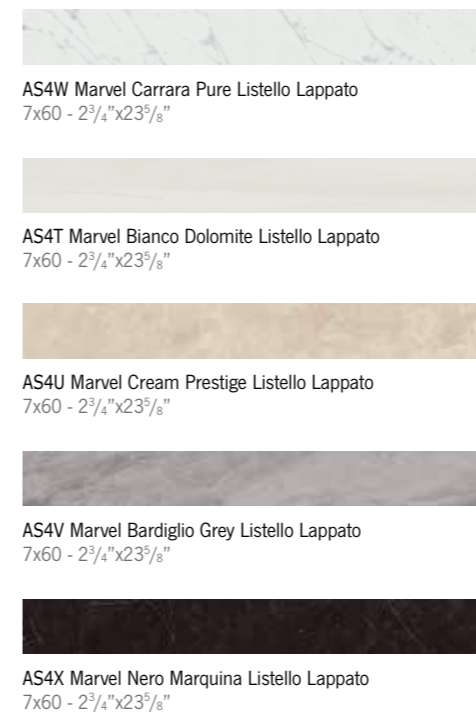 AS4W Marvel Carrara Pure Listello Lappato
7x60 - 2³/₄”x23⁵/₈”
AS4T Marvel Bianco Dolomite Listello Lappato
7x60 - 2³/₄”x23⁵/₈”
AS4U Marvel Cream Prestige Listello Lappato
7x60 - 2³/₄”x23⁵/₈”
AS4V Marvel Bardiglio Grey Listello Lappato
7x60 - 2³/₄”x23⁵/₈”
AS4X Marvel Nero Marquina Listello Lappato
7x60 - 2³/₄”x23⁵/₈”